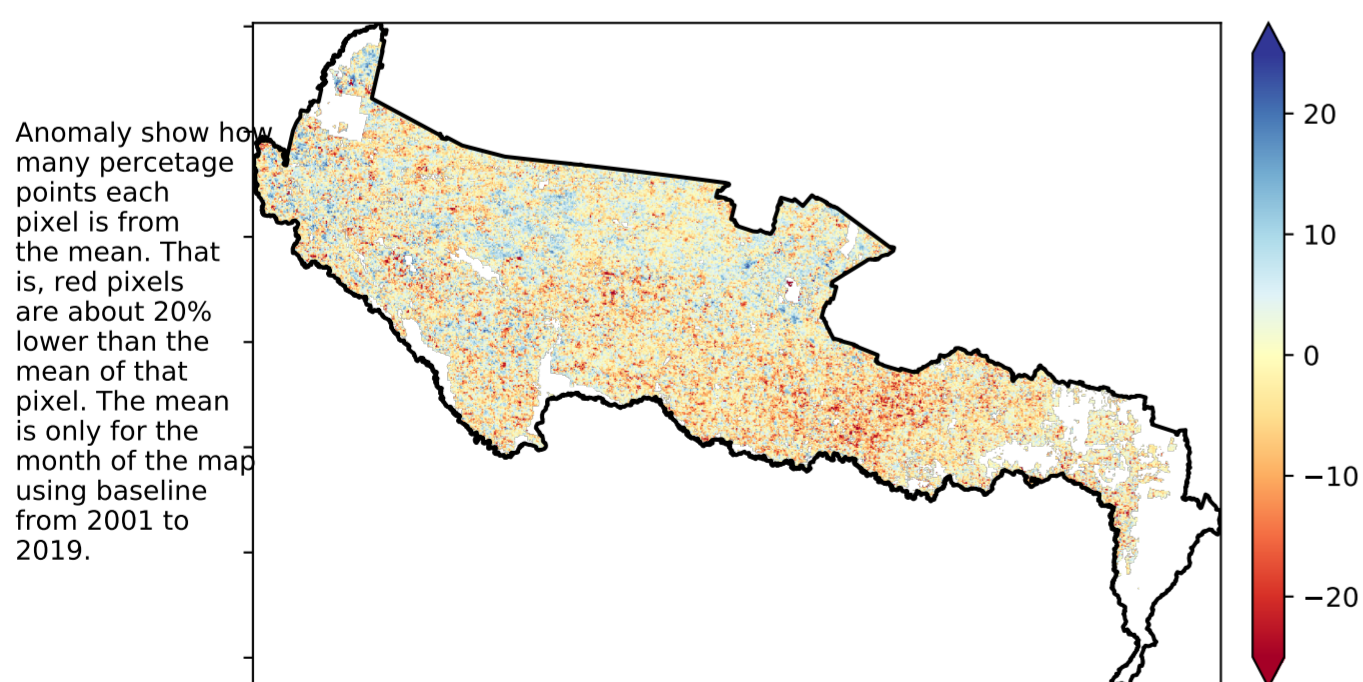 Anomaly show how
many percetage
points each
pixel is from
the mean. That
is, red pixels
are about 20%
lower than the
mean of that
pixel. The mean
is only for the
month of the map
using baseline
from 2001 to
2019.
20
10
0
−10
−20